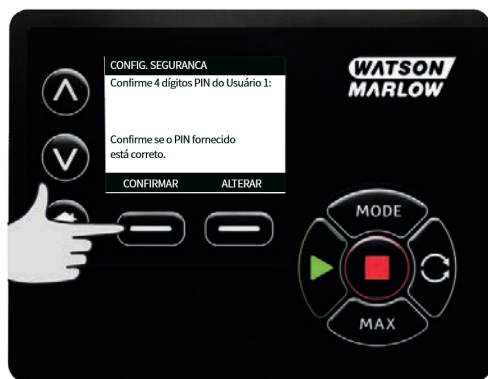 CONFIG. SEGURANCA
Confirme 4 dígitos PIN do Usuário 1:
Confirme se o PIN fornecido
está correto.
CONFIRMAR ALTERAR
WATSON
MARLOW
MODE
MAX